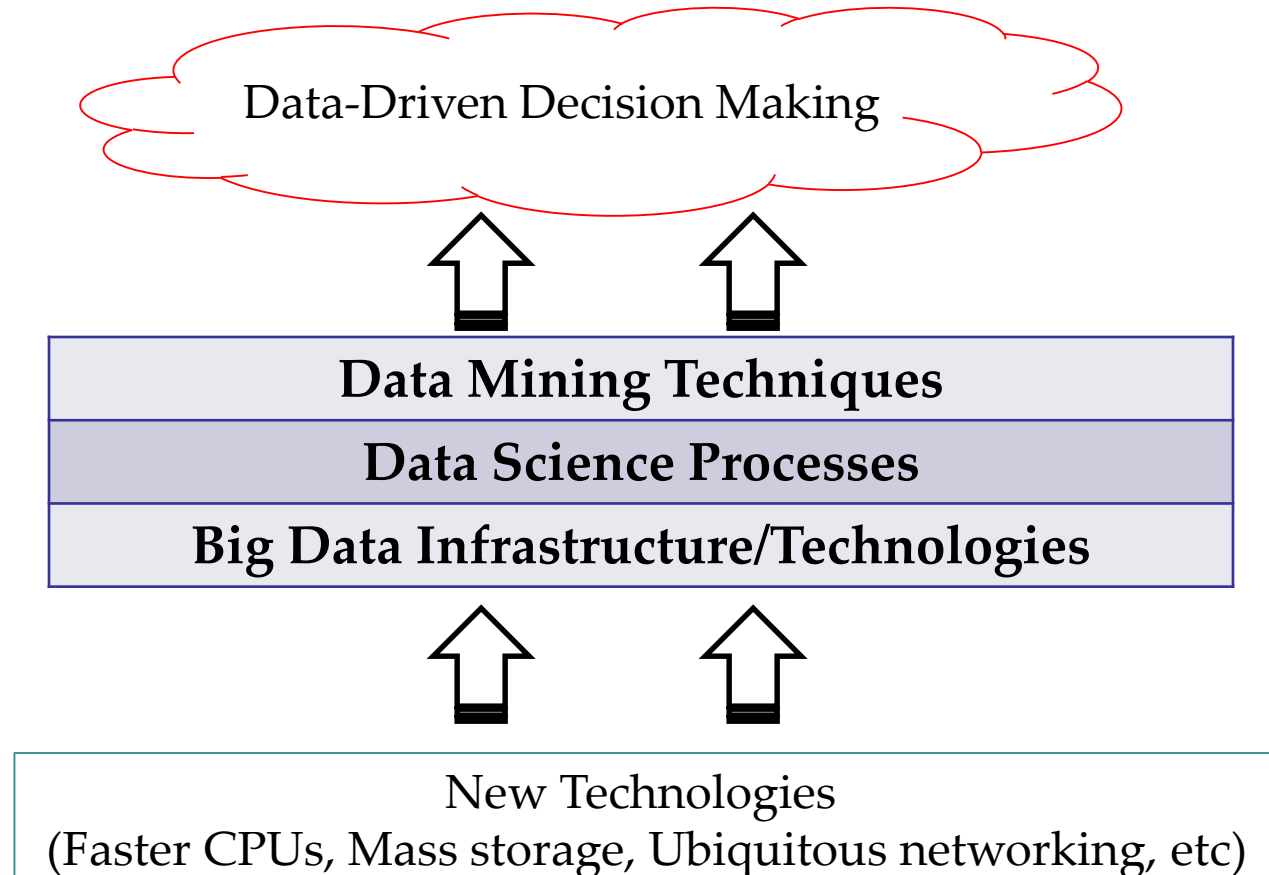 Data-Driven Decision Making
Data Mining Techniques
Data Science Processes
Big Data Infrastructure/Technologies
New Technologies
(Faster CPUs, Mass storage, Ubiquitous networking, etc)